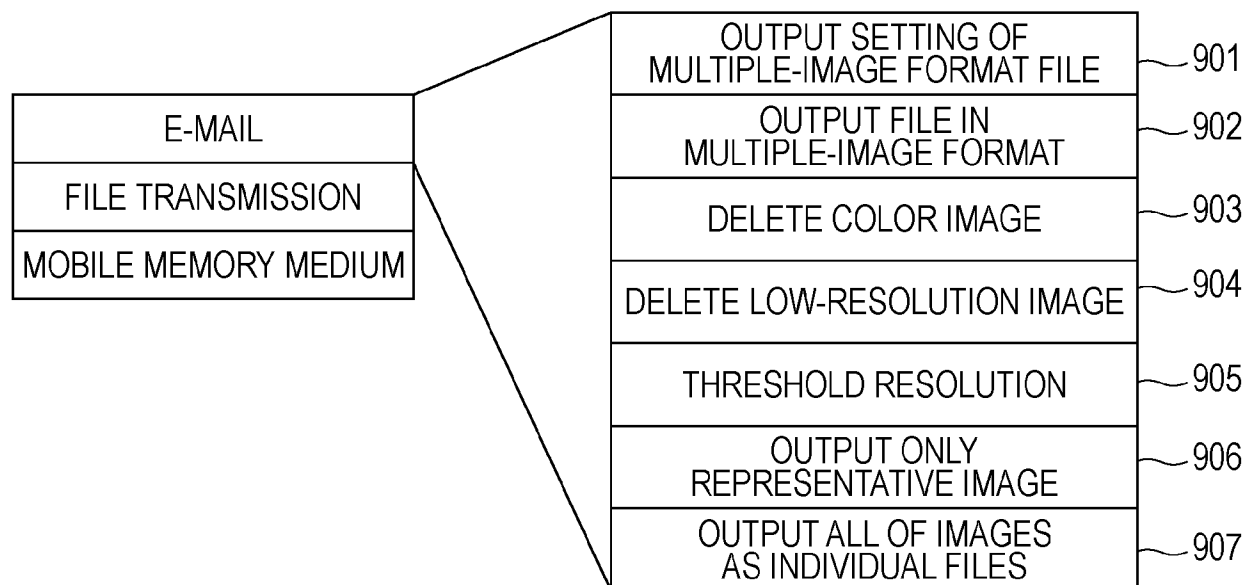 E-MAIL
FILE TRANSMISSION
MOBILE MEMORY MEDIUM
OUTPUT SETTING OF
MULTIPLE-IMAGE FORMAT FILE
901
OUTPUT FILE IN
MULTIPLE-IMAGE FORMAT
902
DELETE COLOR IMAGE
903
DELETE LOW-RESOLUTION IMAGE
904
THRESHOLD RESOLUTION
905
OUTPUT ONLY
REPRESENTATIVE IMAGE
906
OUTPUT ALL OF IMAGES
AS INDIVIDUAL FILES
907